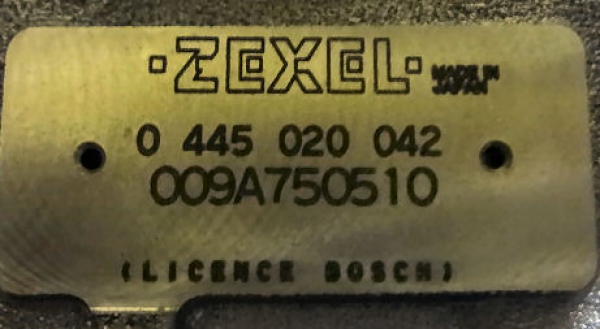 ·ZEXEL· MADE IN JAPAN
0 445 020 042
009A750510
(LICENCE BOSCH)